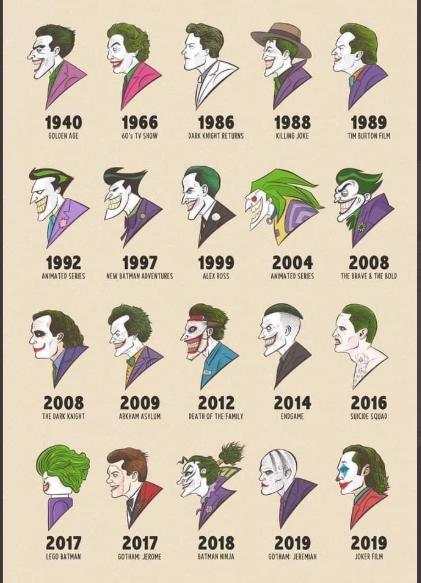 1940 1966 1986 1988 1989
GOLDEN AGE 60's TV SHOW DARK KNIGHT RETURNS KILLING JOKE TIM BURTON FILM
1992 1997 1999 2004 2008
ANIMATED SERIES NEW BATMAN ADVENTURES ALEX ROSS ANIMATED SERIES THE BRAVE & THE BOLD
2008 2009 2012 2014 2016
THE DARK KNIGHT ARKHAM ASYLUM DEATH OF THE FAMILY ENDGAME SUICIDE SQUAD
2017 2017 2018 2019 2019
LEGO BATMAN GOTHAM: JEROME BATMAN NINJA GOTHAM: JEREMIAH JOKER FILM